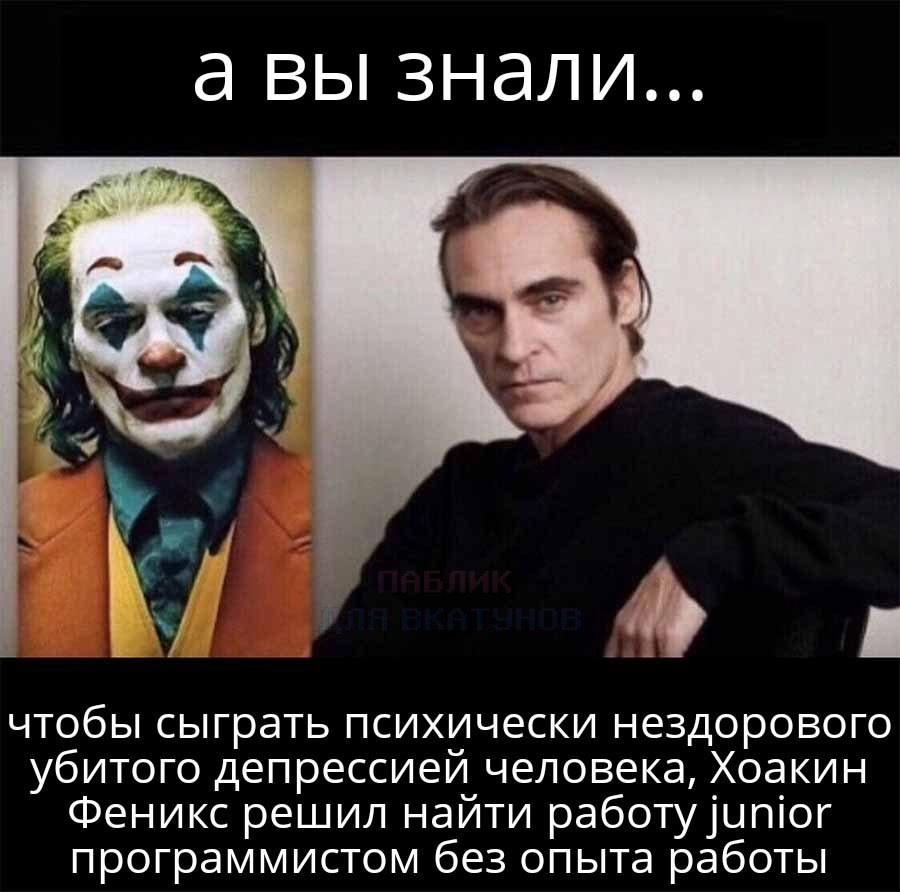 а вы знали...
ПАБЛИК
ДЛЯ ВКАТУНОВ
чтобы сыграть психически нездорового
убитого депрессией человека, Хоакин
Феникс решил найти работу junior
программистом без опыта работы